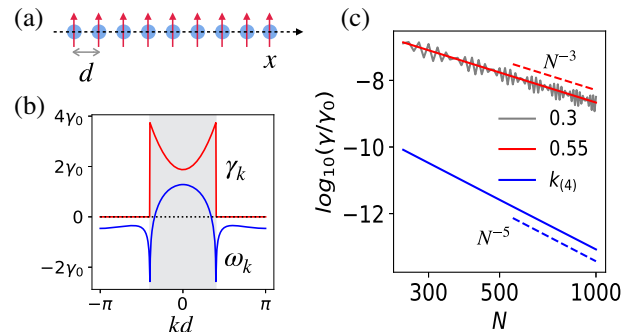 (a)
d
x
(b)
4γ₀
2γ₀
0
−2γ₀
γₖ
ωₖ
−π 0 π
kd
(c)
log₁₀(γ/γ₀)
−8
−10
−12
N⁻³
0.3
0.55
k₍₄₎
N⁻⁵
300 500 1000
N